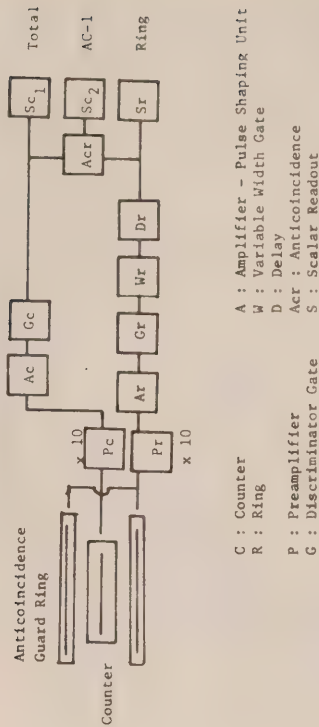 Anticoincidence
Guard Ring
Counter
x 10
Pc
Pr
x 10
Ac
Gc
Ar
Gr
Wr
Dr
Acr
Sc1
Sc2
Sr
Total
AC-1
Ring
C : Counter
R : Ring
P : Preamplifier
G : Discriminator Gate
A : Amplifier - Pulse Shaping Unit
W : Variable Width Gate
D : Delay
Acr : Anticoincidence
S : Scalar Readout